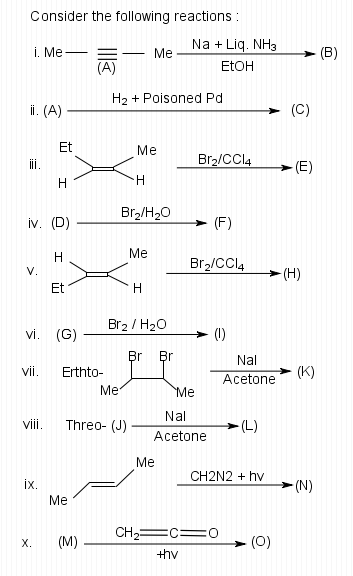 Consider the following reactions :
i. Me Me Na + Liq. NH₃ (B)
(A) EtOH
ii. (A) H₂ + Poisoned Pd (C)
Et Me
iii. Br₂/CCl₄ (E)
H H
iv. (D) Br₂/H₂O (F)
H Me
v. Br₂/CCl₄ (H)
Et H
vi. (G) Br₂ / H₂O (I)
Br Br
vii. Erthto- NaI (K)
Me Me Acetone
viii. Threo- (J) NaI (L)
Acetone
Me
ix. CH2N2 + hv (N)
Me
x. (M) CH₂=C=O (O)
+hv